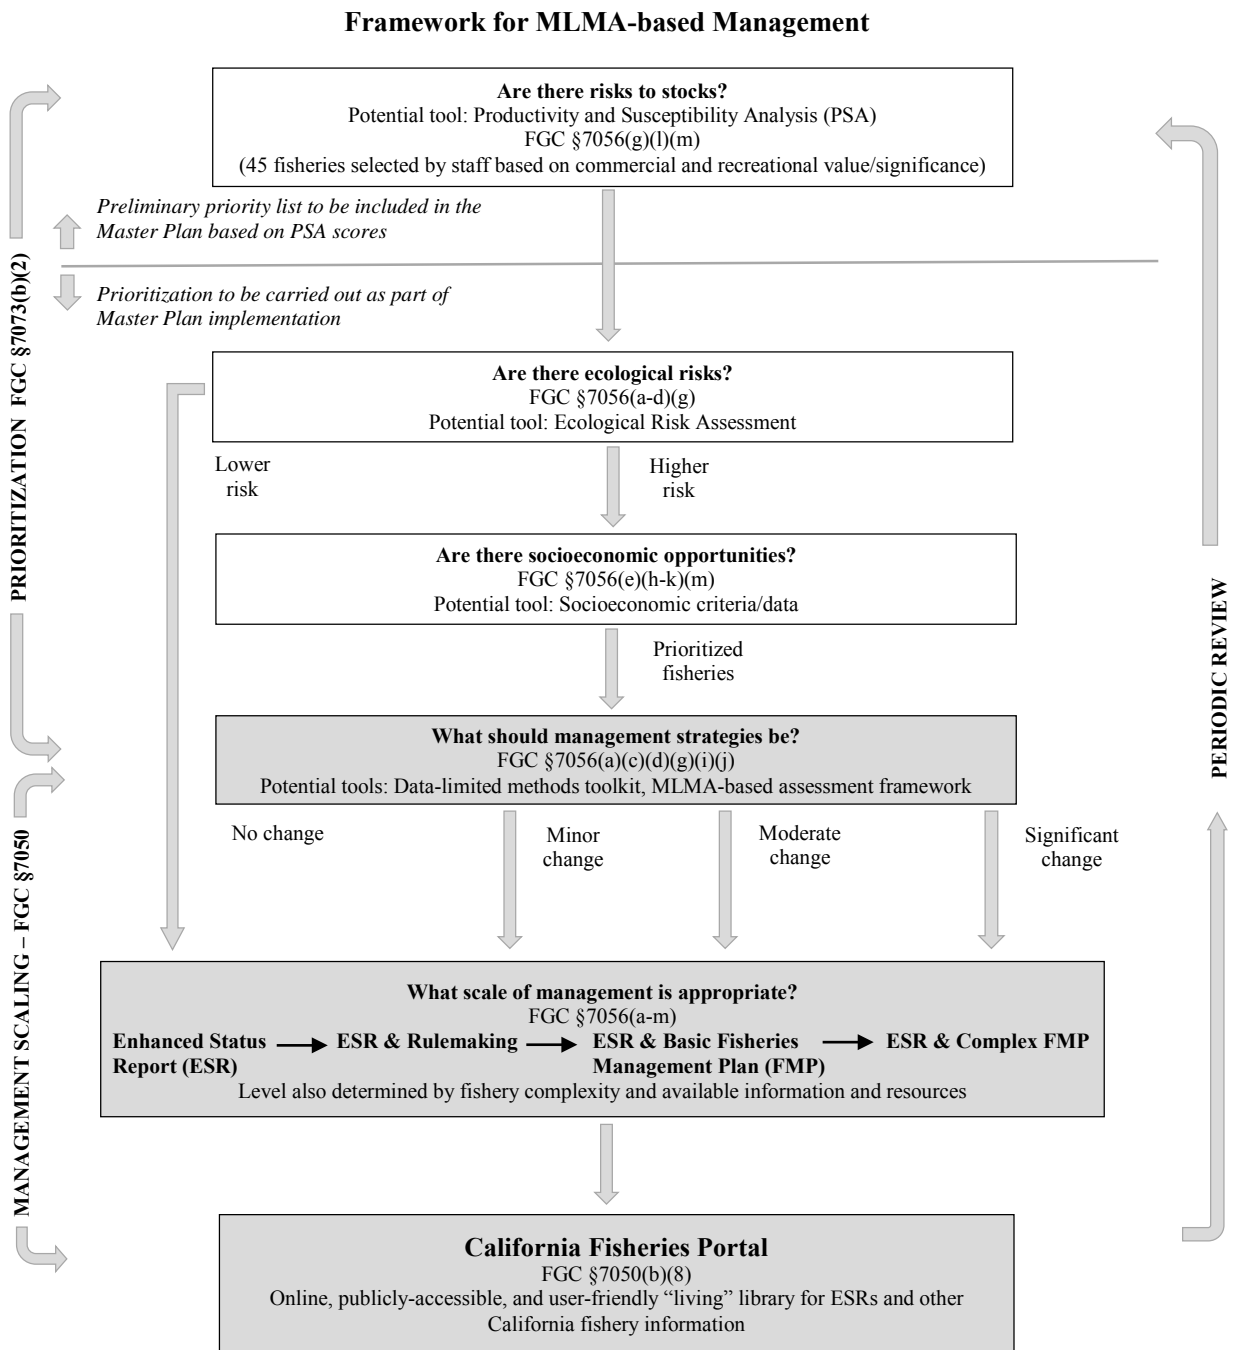 Framework for MLMA-based Management
Are there risks to stocks?
Potential tool: Productivity and Susceptibility Analysis (PSA)
FGC §7056(g)(l)(m)
(45 fisheries selected by staff based on commercial and recreational value/significance)
Preliminary priority list to be included in the
Master Plan based on PSA scores
Prioritization to be carried out as part of
Master Plan implementation
PRIORITIZATION FGC §7073(b)(2)
Are there ecological risks?
FGC §7056(a-d)(g)
Potential tool: Ecological Risk Assessment
Lower
risk
Higher
risk
Are there socioeconomic opportunities?
FGC §7056(e)(h-k)(m)
Potential tool: Socioeconomic criteria/data
Prioritized
fisheries
PERIODIC REVIEW
What should management strategies be?
FGC §7056(a)(c)(d)(g)(i)(j)
Potential tools: Data-limited methods toolkit, MLMA-based assessment framework
No change
Minor
change
Moderate
change
Significant
change
MANAGEMENT SCALING – FGC §7050
What scale of management is appropriate?
FGC §7056(a-m)
Enhanced Status
Report (ESR)
ESR & Rulemaking
ESR & Basic Fisheries
Management Plan (FMP)
ESR & Complex FMP
Level also determined by fishery complexity and available information and resources
California Fisheries Portal
FGC §7050(b)(8)
Online, publicly-accessible, and user-friendly “living” library for ESRs and other
California fishery information